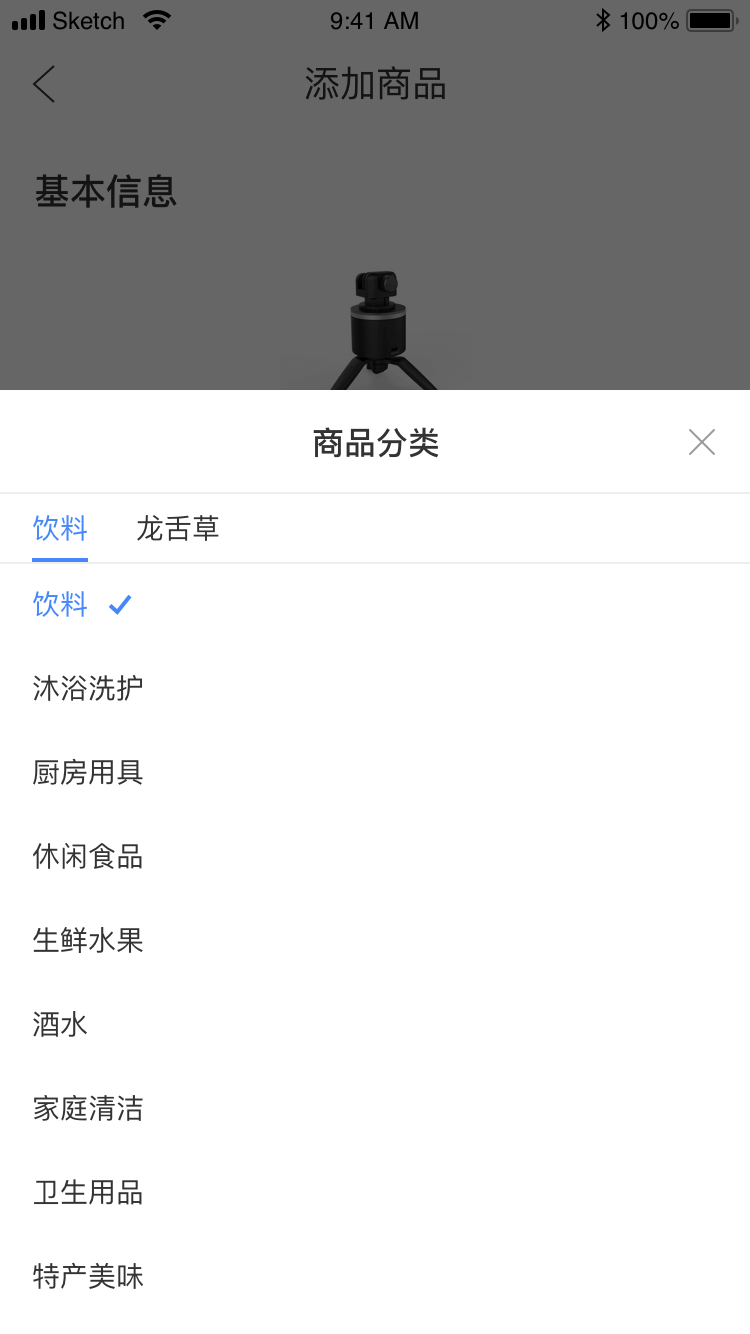 Sketch 9:41 AM 100%
添加商品
基本信息
商品分类
饮料 龙舌草
饮料
沐浴洗护
厨房用具
休闲食品
生鲜水果
酒水
家庭清洁
卫生用品
特产美味